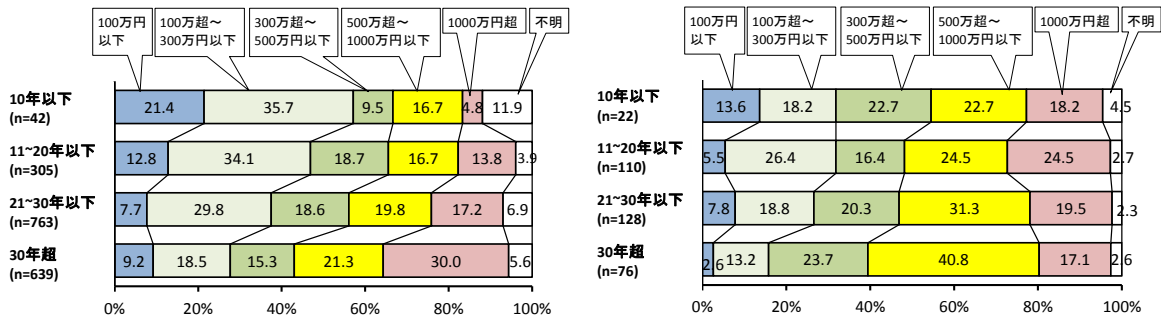 100万円
以下
100万超～
300万円以下
300万超～
500万円以下
500万超～
1000万円以下
1000万円超
不明
10年以下
(n=42)
21.4 35.7 9.5 16.7 4.8 11.9
11~20年以下
(n=305)
12.8 34.1 18.7 16.7 13.8 3.9
21~30年以下
(n=763)
7.7 29.8 18.6 19.8 17.2 6.9
30年超
(n=639)
9.2 18.5 15.3 21.3 30.0 5.6
0% 20% 40% 60% 80% 100%
100万円
以下
100万超～
300万円以下
300万超～
500万円以下
500万超～
1000万円以下
1000万円超
不明
10年以下
(n=22)
13.6 18.2 22.7 22.7 18.2 4.5
11~20年以下
(n=110)
5.5 26.4 16.4 24.5 24.5 2.7
21~30年以下
(n=128)
7.8 18.8 20.3 31.3 19.5 2.3
30年超
(n=76)
2.6 13.2 23.7 40.8 17.1 2.6
0% 20% 40% 60% 80% 100%